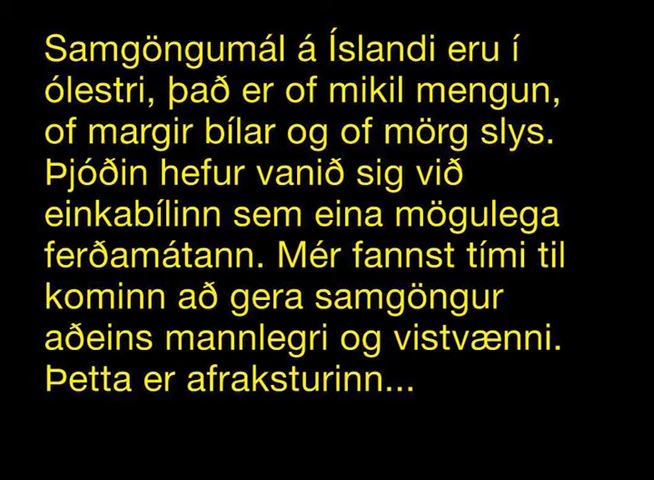 Samgöngumál á Íslandi eru í
ólestri, það er of mikil mengun,
of margir bílar og of mörg slys.
Þjóðin hefur vanið sig við
einkabílinn sem eina mögulega
ferðamátann. Mér fannst tími til
kominn að gera samgöngur
aðeins mannlegri og vistvænni.
Þetta er afraksturinn...